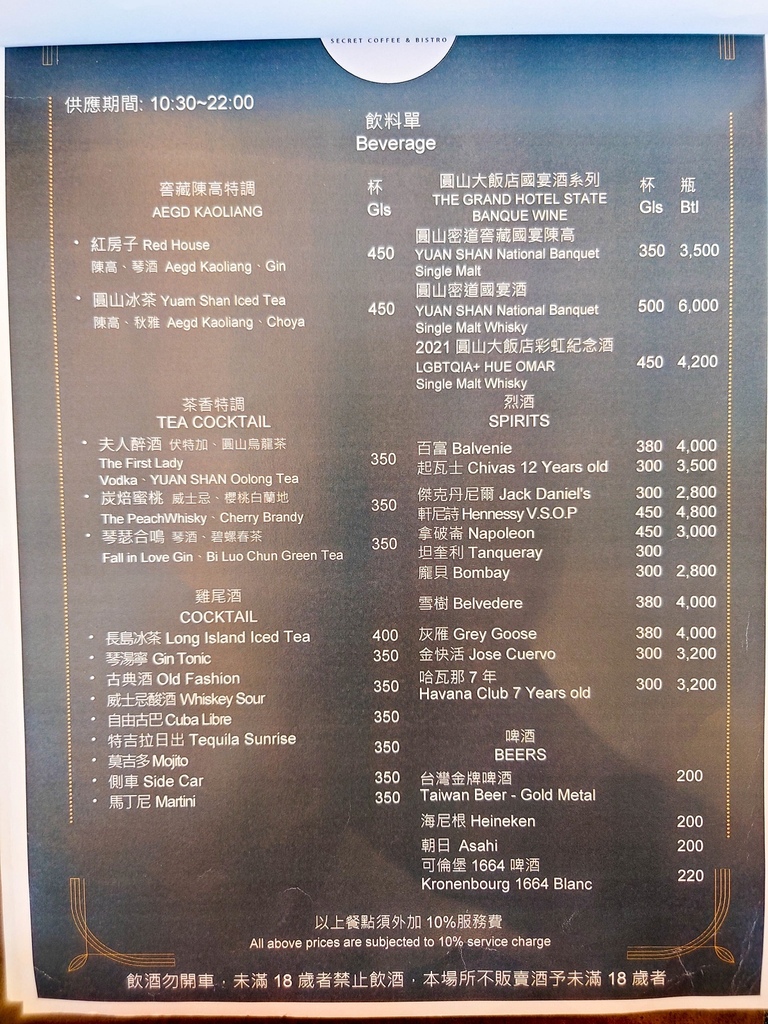 SECRET COFFEE & BISTRO
供應期間: 10:30~22:00
飲料單
Beverage
窖藏陳高特調 杯
AEGD KAOLIANG Gls
• 紅房子 Red House 450
陳高、琴酒 Aegd Kaoliang、Gin
• 圓山冰茶 Yuam Shan Iced Tea 450
陳高、秋雅 Aegd Kaoliang、Choya
茶香特調
TEA COCKTAIL
• 夫人醉酒 伏特加、圓山烏龍茶
The First Lady 350
Vodka、YUAN SHAN Oolong Tea
• 炭焙蜜桃 威士忌、櫻桃白蘭地 350
The PeachWhisky、Cherry Brandy
• 琴瑟合鳴 琴酒、碧螺春茶 350
Fall in Love Gin、Bi Luo Chun Green Tea
雞尾酒
COCKTAIL
• 長島冰茶 Long Island Iced Tea 400
• 琴湯寧 Gin Tonic 350
• 古典酒 Old Fashion 350
• 威士忌酸酒 Whiskey Sour
• 自由古巴 Cuba Libre 350
• 特吉拉日出 Tequila Sunrise 350
• 莫吉多 Mojito
• 側車 Side Car 350
• 馬丁尼 Martini 350
圓山大飯店國宴酒系列 杯 瓶
THE GRAND HOTEL STATE Gls Btl
BANQUE WINE
圓山密道窖藏國宴陳高
YUAN SHAN National Banquet 350 3,500
Single Malt
圓山密道國宴酒
YUAN SHAN National Banquet 500 6,000
Single Malt Whisky
2021 圓山大飯店彩虹紀念酒
LGBTQIA+ HUE OMAR 450 4,200
Single Malt Whisky
烈酒
SPIRITS
百富 Balvenie 380 4,000
起瓦士 Chivas 12 Years old 300 3,500
傑克丹尼爾 Jack Daniel's 300 2,800
軒尼詩 Hennessy V.S.O.P 450 4,800
拿破崙 Napoleon 450 3,000
坦奎利 Tanqueray 300
龐貝 Bombay 300 2,800
雪樹 Belvedere 380 4,000
灰雁 Grey Goose 380 4,000
金快活 Jose Cuervo 300 3,200
哈瓦那 7 年 300 3,200
Havana Club 7 Years old
啤酒
BEERS
台灣金牌啤酒 200
Taiwan Beer - Gold Metal
海尼根 Heineken 200
朝日 Asahi 200
可倫堡 1664 啤酒 220
Kronenbourg 1664 Blanc
以上餐點須外加 10%服務費
All above prices are subjected to 10% service charge
飲酒勿開車，未滿 18 歲者禁止飲酒，本場所不販賣酒予未滿 18 歲者